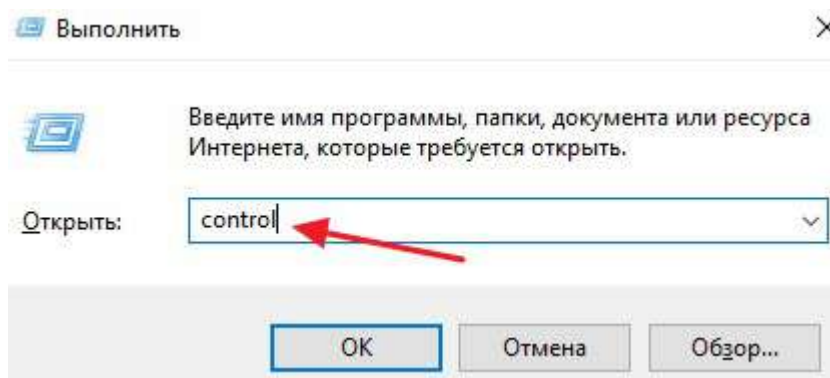 Выполнить
Введите имя программы, папки, документа или ресурса
Интернета, которые требуется открыть.
Открыть: control
OK Отмена Обзор...